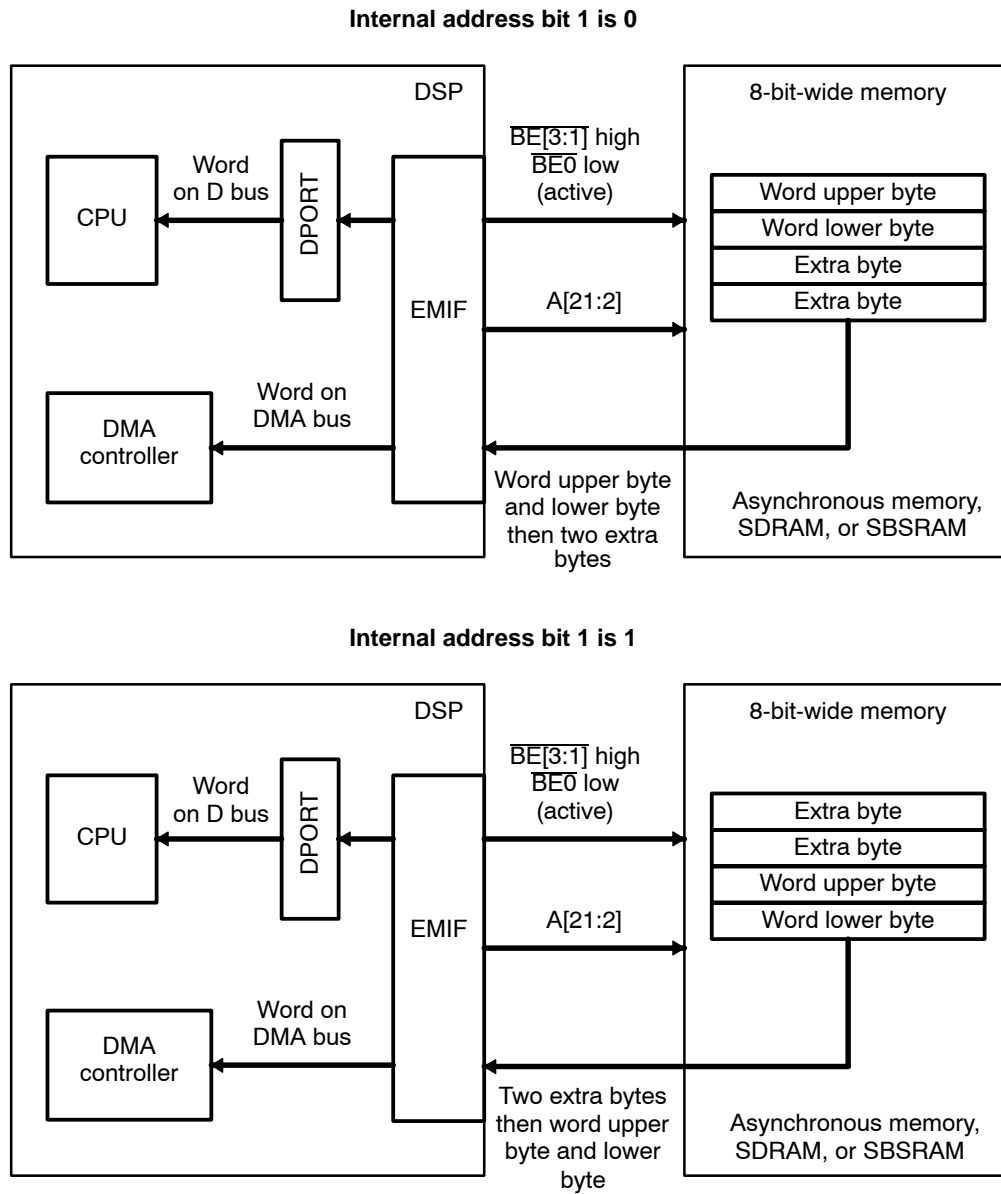 Internal address bit 1 is 0
DSP
8-bit-wide memory
BE[3:1] high
BE0 low
(active)
Word
on D bus
CPU
DPORT
EMIF
Word upper byte
Word lower byte
Extra byte
Extra byte
A[21:2]
Word on
DMA bus
DMA
controller
Word upper byte
and lower byte
then two extra
bytes
Asynchronous memory,
SDRAM, or SBSRAM
Internal address bit 1 is 1
DSP
8-bit-wide memory
BE[3:1] high
BE0 low
(active)
Word
on D bus
CPU
DPORT
EMIF
Extra byte
Extra byte
Word upper byte
Word lower byte
A[21:2]
Word on
DMA bus
DMA
controller
Two extra bytes
then word upper
byte and lower
byte
Asynchronous memory,
SDRAM, or SBSRAM